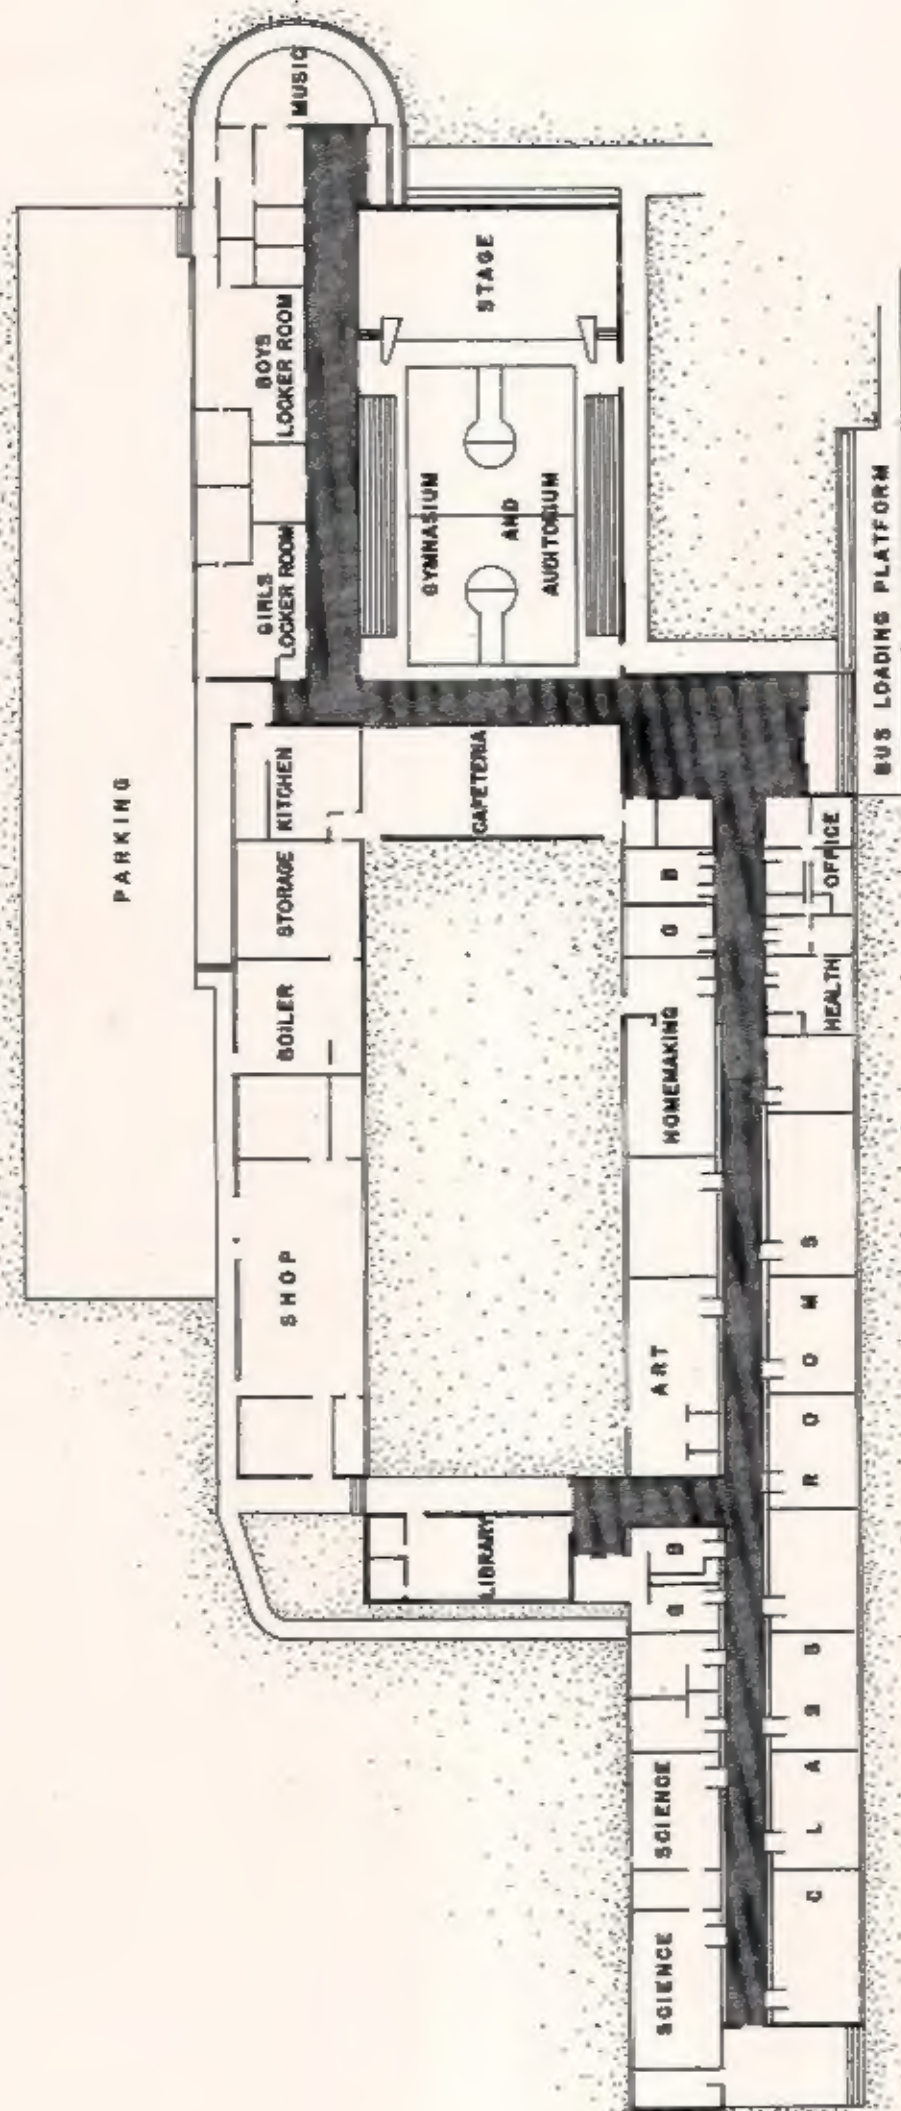 PARKING
MUSIC
BOYS
LOCKER ROOM
GIRLS
LOCKER ROOM
STAGE
GYMNASIUM
AND
AUDITORIUM
SHOP
BOILER
STORAGE
KITCHEN
CAFETERIA
LIBRARY
SCIENCE
SCIENCE
G
B
ART
HOMEMAKING
G
B
CLASSROOMS
HEALTH
OFFICE
BUS LOADING PLATFORM